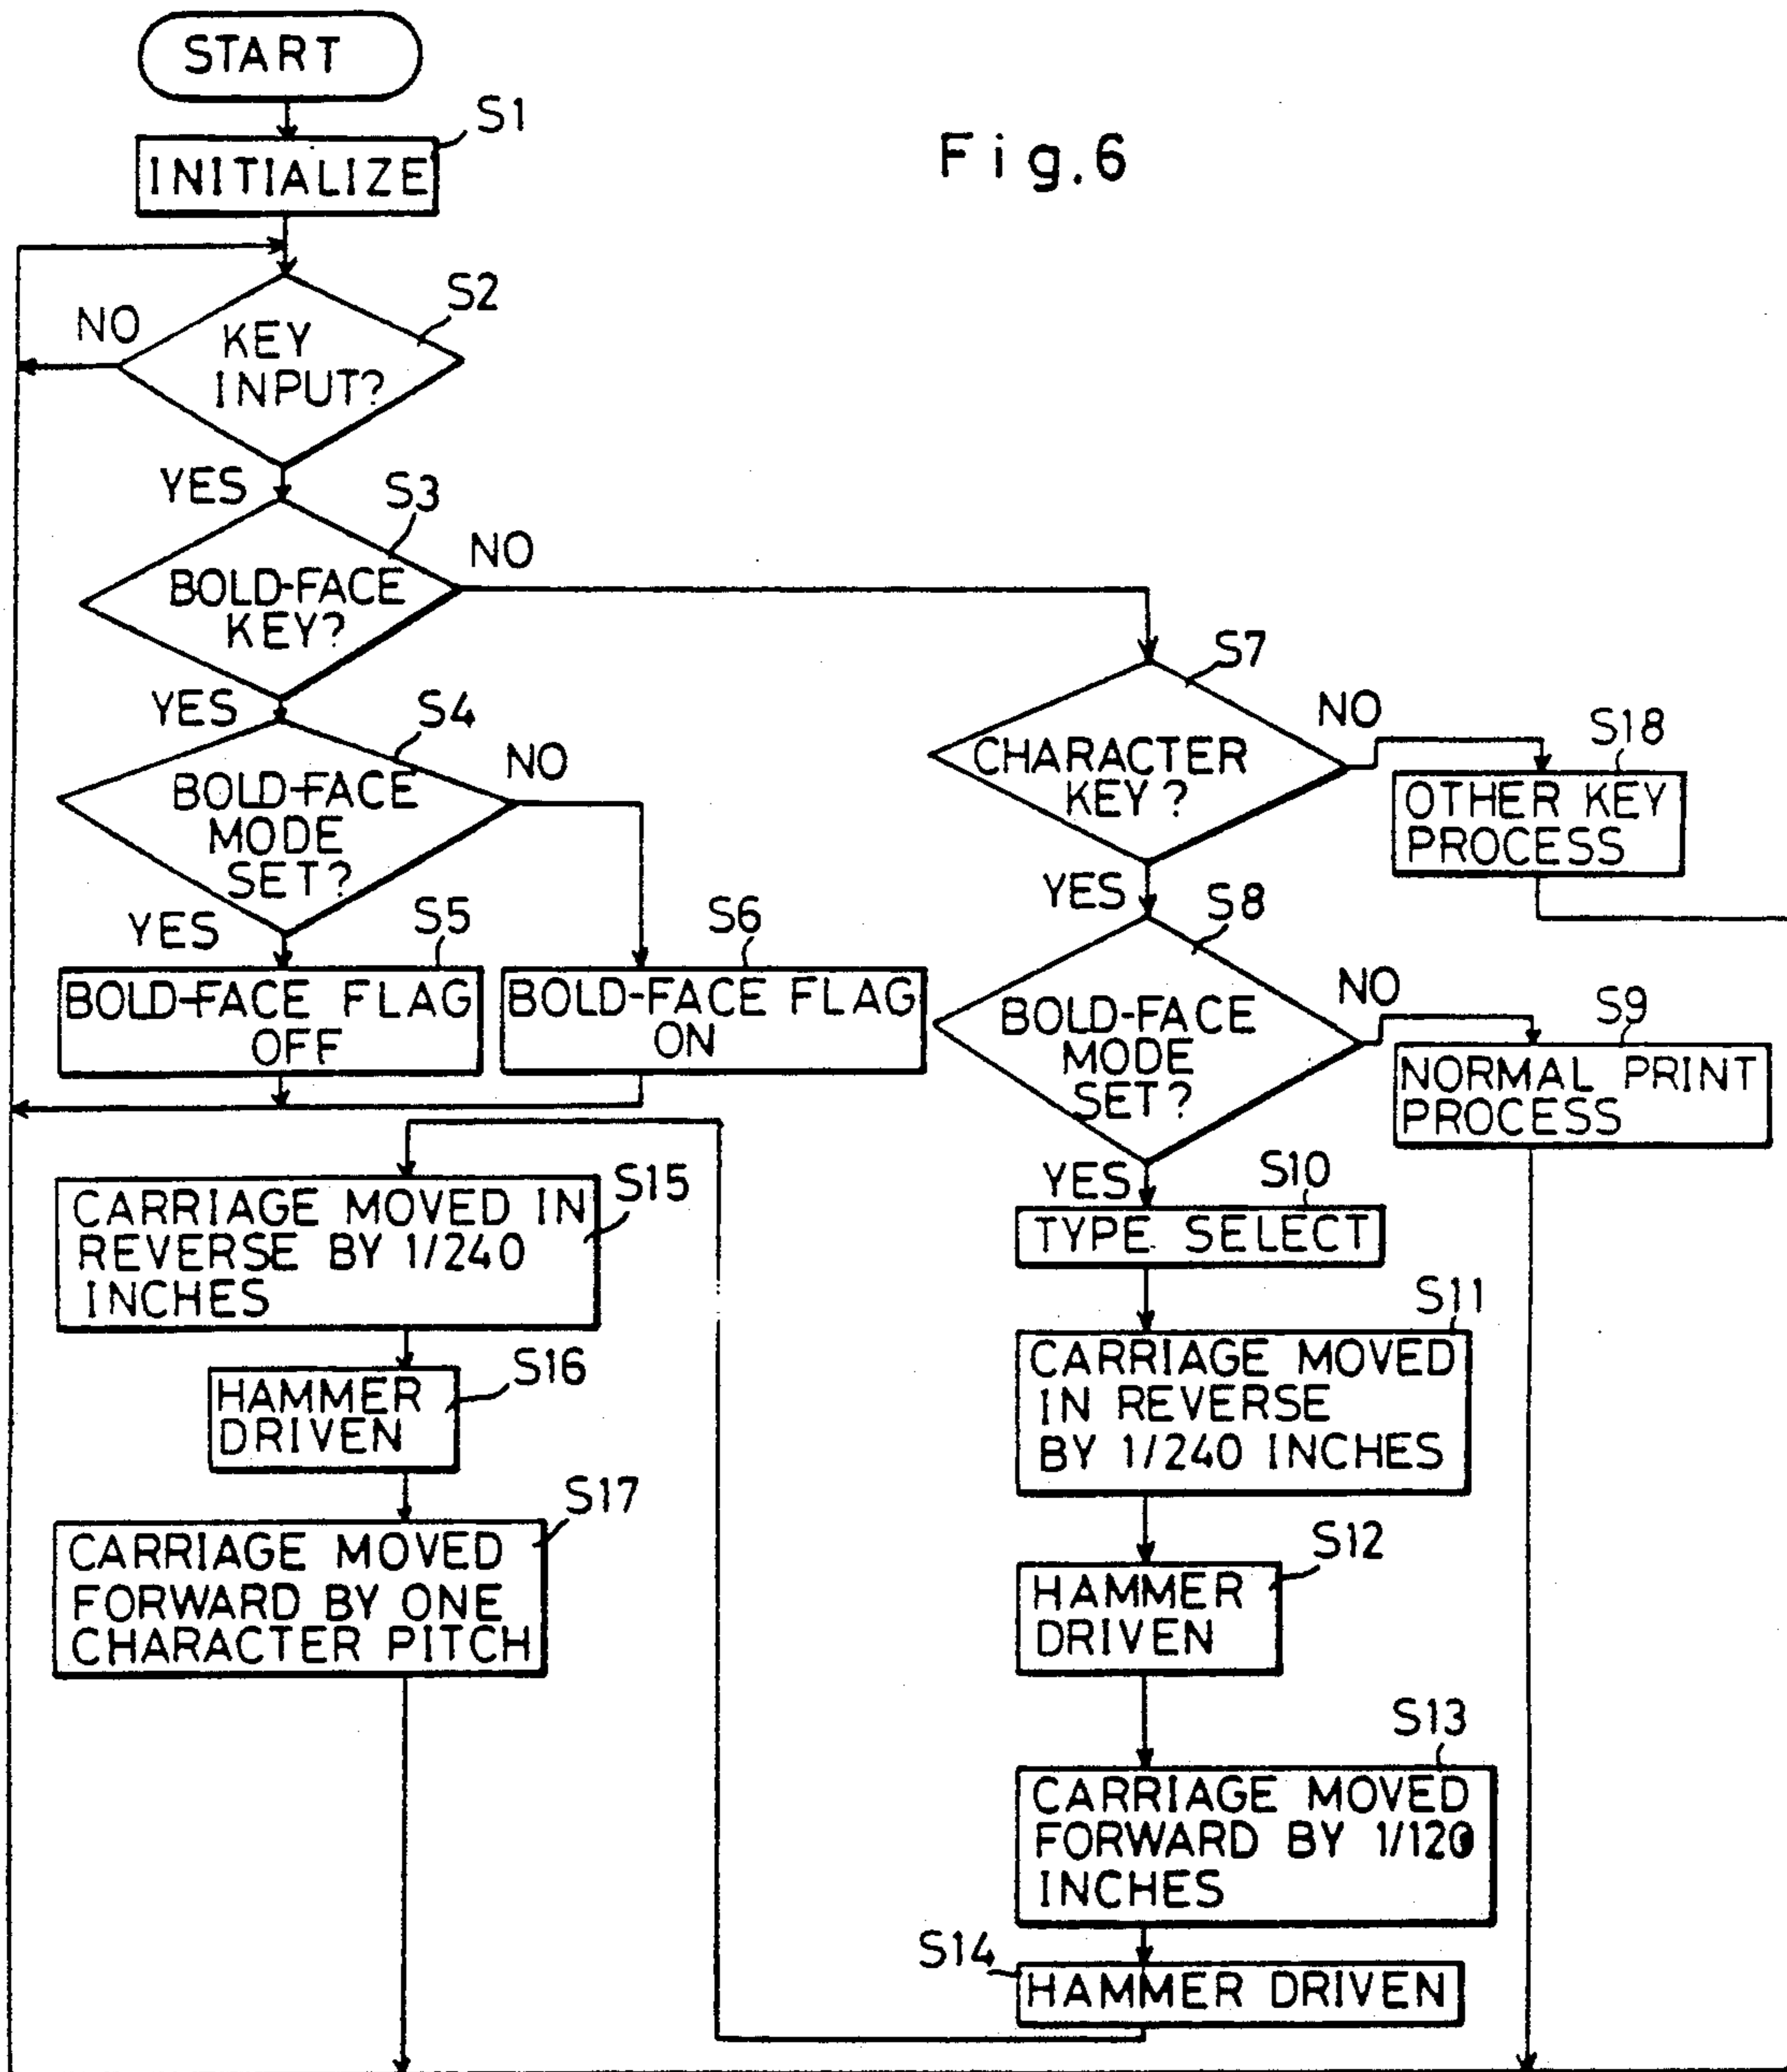 START
S1
INITIALIZE
Fig.6
S2
NO
KEY
INPUT?
YES
S3
NO
BOLD-FACE
KEY?
YES
S4
NO
BOLD-FACE
MODE
SET?
YES
S5
BOLD-FACE FLAG
OFF
S6
BOLD-FACE FLAG
ON
S7
NO
CHARACTER
KEY?
S18
OTHER KEY
PROCESS
YES
S8
NO
BOLD-FACE
MODE
SET?
S9
NORMAL PRINT
PROCESS
YES
S10
TYPE SELECT
S11
CARRIAGE MOVED
IN REVERSE
BY 1/240 INCHES
S12
HAMMER
DRIVEN
S13
CARRIAGE MOVED
FORWARD BY 1/120
INCHES
S14
HAMMER DRIVEN
S15
CARRIAGE MOVED IN
REVERSE BY 1/240
INCHES
S16
HAMMER
DRIVEN
S17
CARRIAGE MOVED
FORWARD BY ONE
CHARACTER PITCH